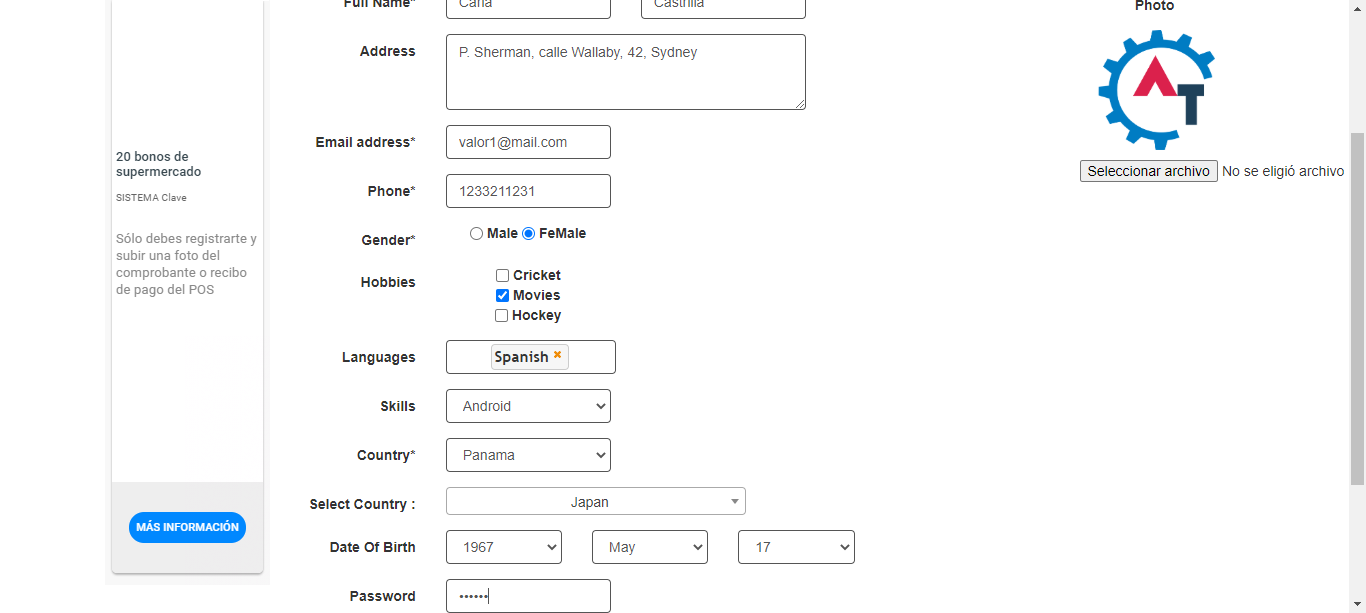 20 bonos de
supermercado
SISTEMA Clave
Sólo debes registrarte y
subir una foto del
comprobante o recibo
de pago del POS
MÁS INFORMACIÓN
Full Name*
Carla
Castrilla
Address
P. Sherman, calle Wallaby, 42, Sydney
Email address*
valor1@mail.com
Phone*
1233211231
Gender*
Male FeMale
Hobbies
Cricket
Movies
Hockey
Languages
Spanish
Skills
Android
Country*
Panama
Select Country :
Japan
Date Of Birth
1967 May 17
Password
••••••
Photo
AT
Seleccionar archivo No se eligió archivo